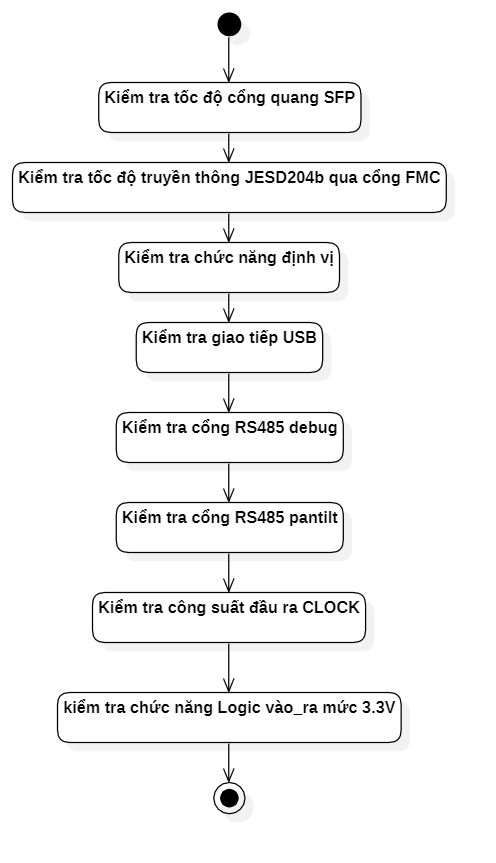 Kiểm tra tốc độ cổng quang SFP
Kiểm tra tốc độ truyền thông JESD204b qua cổng FMC
Kiểm tra chức năng định vị
Kiểm tra giao tiếp USB
Kiểm tra cổng RS485 debug
Kiểm tra cổng RS485 pantilt
Kiểm tra công suất đầu ra CLOCK
kiểm tra chức năng Logic vào_ra mức 3.3V